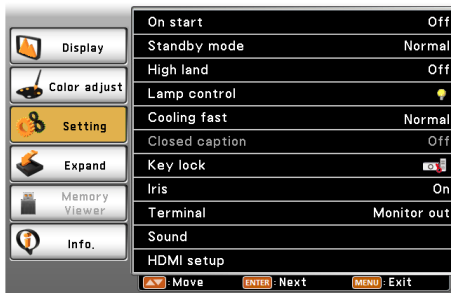 Display
Color adjust
Setting
Expand
Memory
Viewer
Info.
On start Off
Standby mode Normal
High land Off
Lamp control
Cooling fast Normal
Closed caption Off
Key lock
Iris On
Terminal Monitor out
Sound
HDMI setup
: Move ENTER : Next MENU : Exit